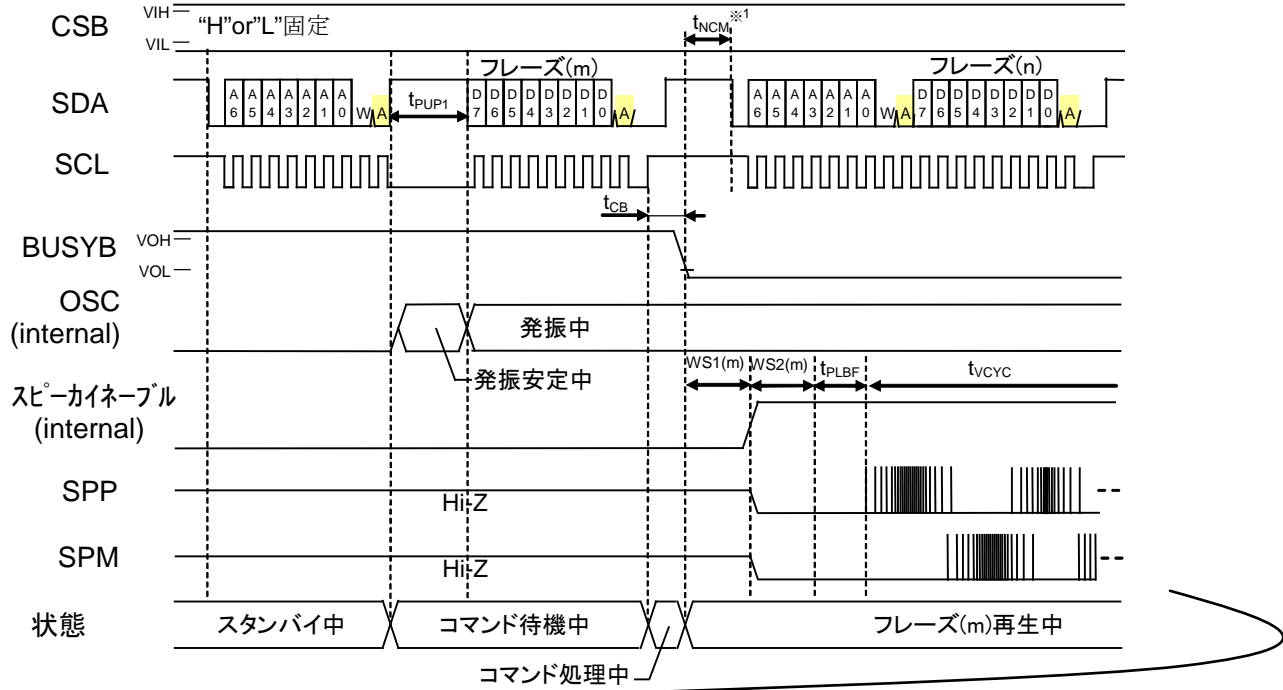 CSB
VIH
VIL
“H”or“L”固定
tNCM※1
SDA
A6 A5 A4 A3 A2 A1 A0 W A
tPUP1
フレーズ(m)
D7 D6 D5 D4 D3 D2 D1 D0 A
A6 A5 A4 A3 A2 A1 A0 W A
フレーズ(n)
D7 D6 D5 D4 D3 D2 D1 D0 A
SCL
tCB
BUSYB
VOH
VOL
OSC
(internal)
発振中
発振安定中
WS1(m) WS2(m) tPLBF tVCYC
スピーカイネーブル
(internal)
SPP
Hi-Z
SPM
Hi-Z
状態
スタンバイ中
コマンド待機中
フレーズ(m)再生中
コマンド処理中